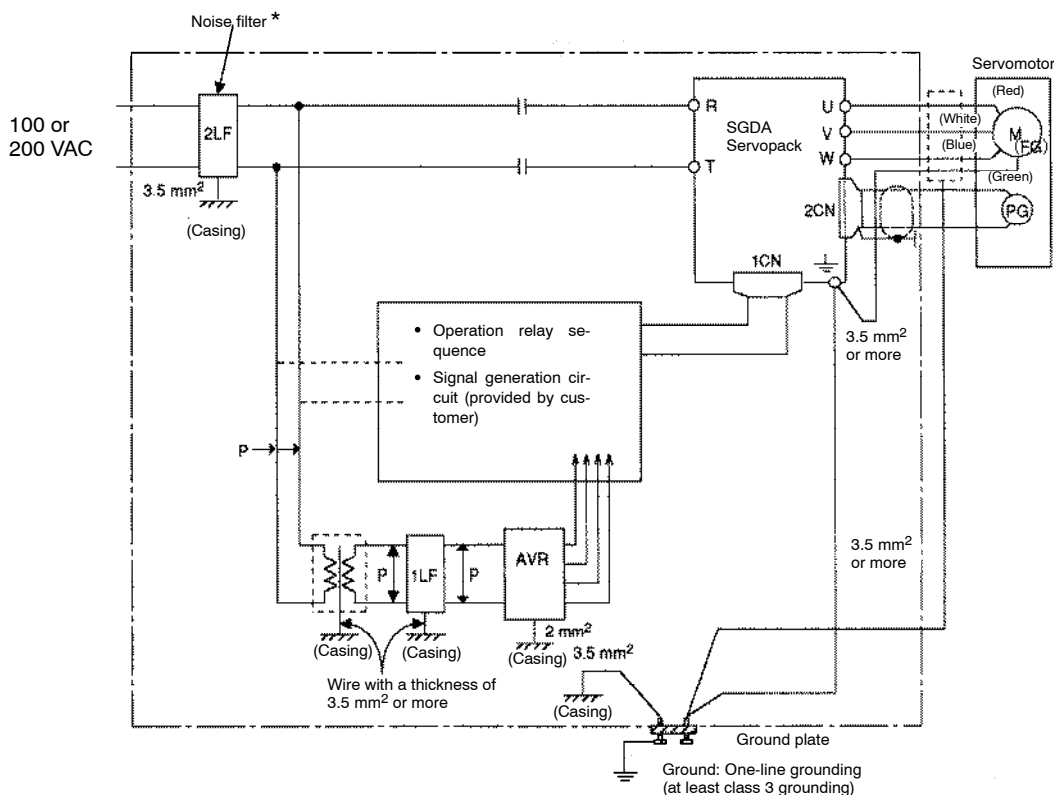 Noise filter *
Servomotor
(Red)
R
U
100 or
200 VAC
2LF
SGDA
Servopack
(White)
V
M
(FG)
(Blue)
W
T
(Green)
3.5 mm²
(Casing)
2CN
PG
1CN
• Operation relay se-
quence
• Signal generation cir-
cuit (provided by cus-
tomer)
3.5 mm²
or more
P
3.5 mm²
or more
P
1LF
P
AVR
2 mm²
(Casing)
(Casing)
(Casing)
3.5 mm²
Wire with a thickness of
3.5 mm² or more
(Casing)
Ground plate
Ground: One-line grounding
(at least class 3 grounding)